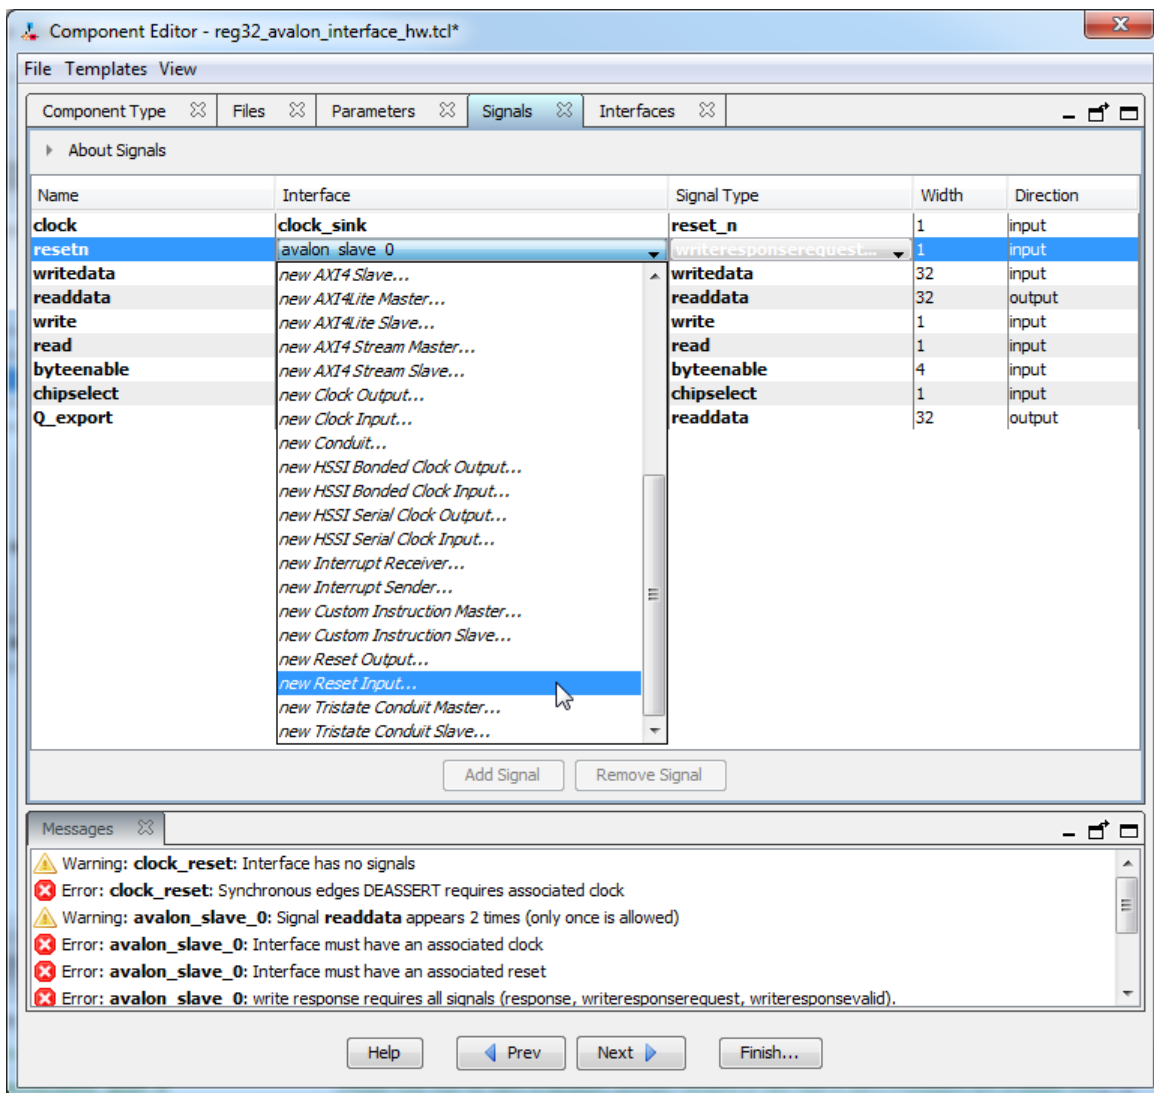 Component Editor - reg32_avalon_interface_hw.tcl*
File Templates View
Component Type Files Parameters Signals Interfaces
About Signals
Name Interface Signal Type Width Direction
clock clock_sink reset_n 1 input
resetn avalon_slave_0 writeresponserequest... 1 input
new AXI4 Slave...
writedata writedata 32 input
new AXI4Lite Master...
readdata readdata 32 output
new AXI4Lite Slave...
write write 1 input
new AXI4 Stream Master...
read read 1 input
new AXI4 Stream Slave...
byteenable byteenable 4 input
new Clock Output...
chipselect chipselect 1 input
new Clock Input...
Q_export readdata 32 output
new Conduit...
new HSSI Bonded Clock Output...
new HSSI Bonded Clock Input...
new HSSI Serial Clock Output...
new HSSI Serial Clock Input...
new Interrupt Receiver...
new Interrupt Sender...
new Custom Instruction Master...
new Custom Instruction Slave...
new Reset Output...
new Reset Input...
new Tristate Conduit Master...
new Tristate Conduit Slave...
Add Signal Remove Signal
Messages
Warning: clock_reset: Interface has no signals
Error: clock_reset: Synchronous edges DEASSERT requires associated clock
Warning: avalon_slave_0: Signal readdata appears 2 times (only once is allowed)
Error: avalon_slave_0: Interface must have an associated clock
Error: avalon_slave_0: Interface must have an associated reset
Error: avalon_slave_0: write response requires all signals (response, writeresponserequest, writeresponsevalid).
Help Prev Next Finish...